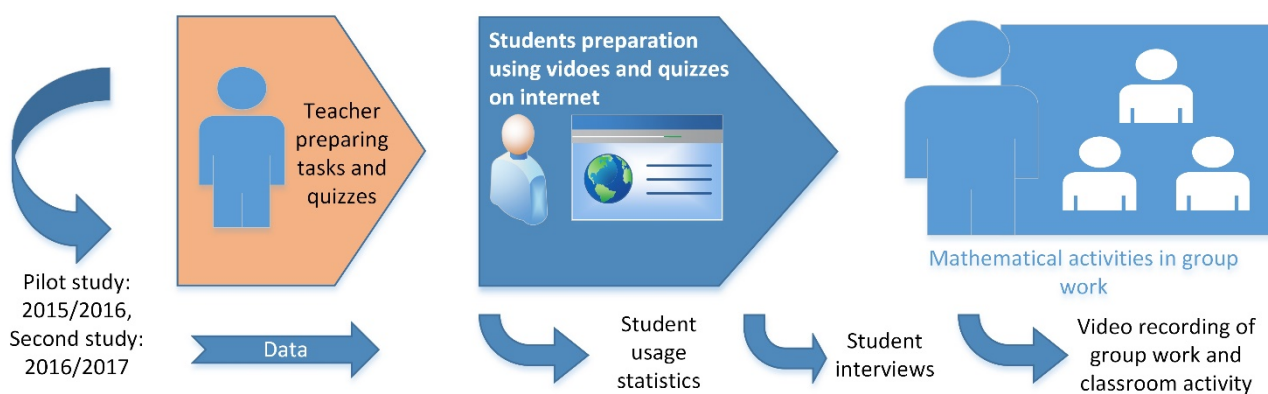 Students preparation
using vidoes and quizzes
on internet
Teacher
preparing
tasks and
quizzes
Mathematical activities in group
work
Pilot study:
2015/2016,
Second study:
2016/2017
Data
Student
usage
statistics
Student
interviews
Video recording of
group work and
classroom activity